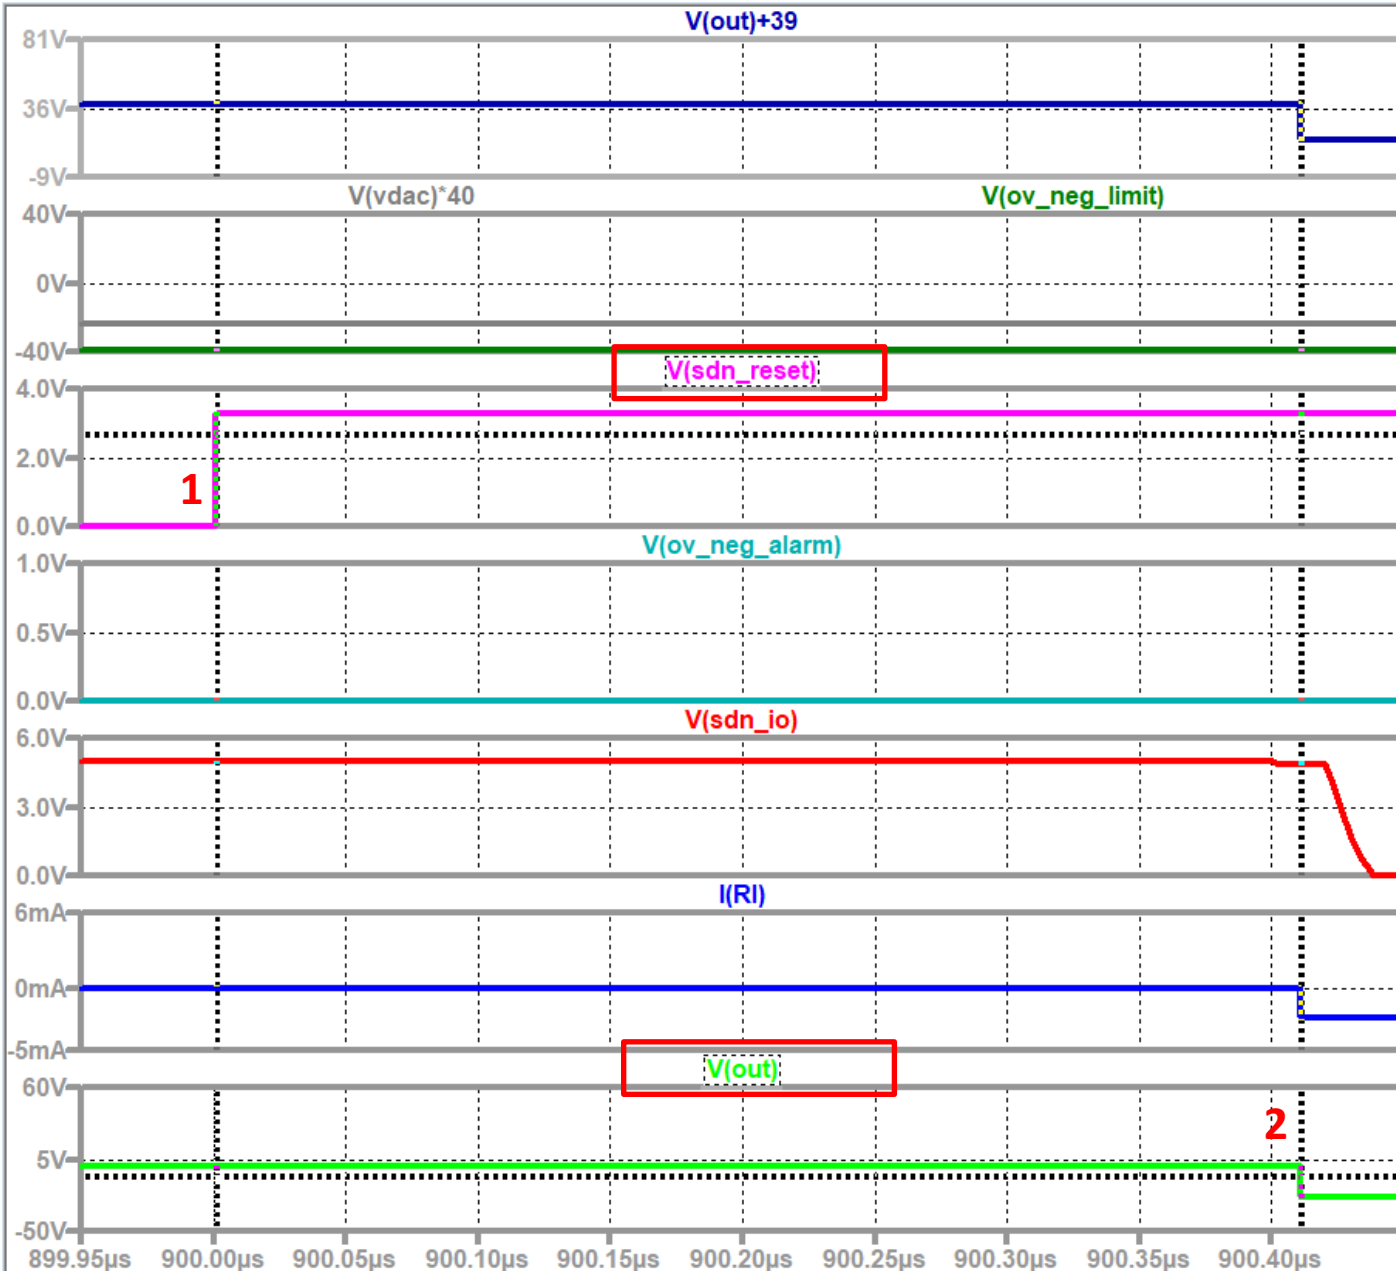 V(out)+39
81V
36V
-9V
V(vdac)*40 V(ov_neg_limit)
40V
0V
-40V
V(sdn_reset)
4.0V
2.0V
1
0.0V
V(ov_neg_alarm)
1.0V
0.5V
0.0V
V(sdn_io)
6.0V
3.0V
0.0V
I(RI)
6mA
0mA
-5mA
V(out)
60V
2
5V
-50V
899.95µs 900.00µs 900.05µs 900.10µs 900.15µs 900.20µs 900.25µs 900.30µs 900.35µs 900.40µs